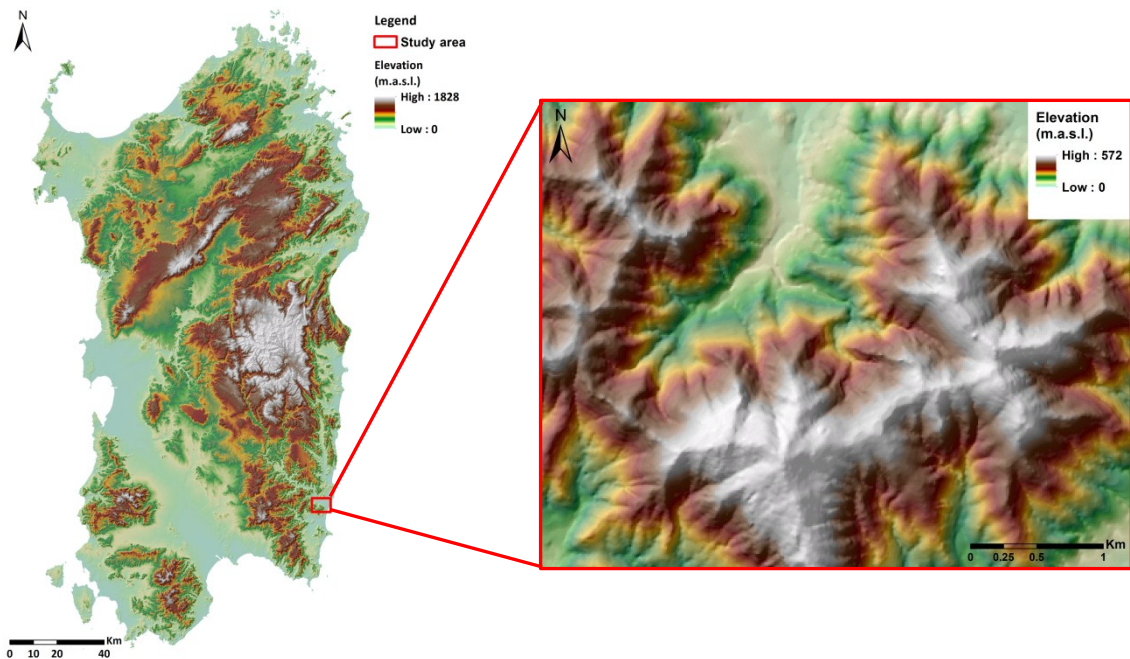 N
Legend
Study area
Elevation
(m.a.s.l.)
High : 1828
Low : 0
Km
0 10 20 40
N
Elevation
(m.a.s.l.)
High : 572
Low : 0
Km
0 0.25 0.5 1